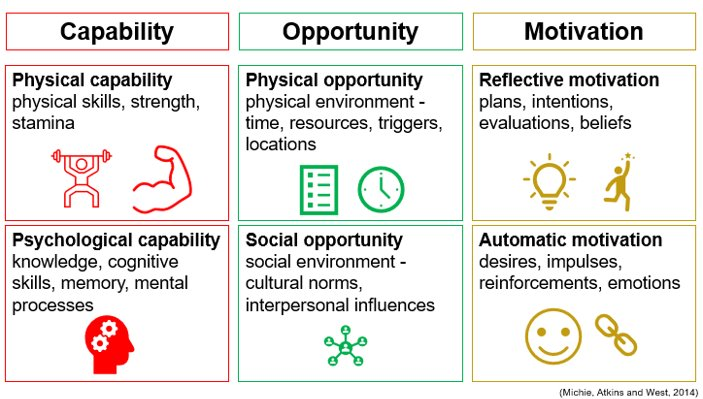 Capability
Opportunity
Motivation
Physical capability
physical skills, strength,
stamina
Physical opportunity
physical environment -
time, resources, triggers,
locations
Reflective motivation
plans, intentions,
evaluations, beliefs
Psychological capability
knowledge, cognitive
skills, memory, mental
processes
Social opportunity
social environment -
cultural norms,
interpersonal influences
Automatic motivation
desires, impulses,
reinforcements, emotions
(Michie, Atkins and West, 2014)